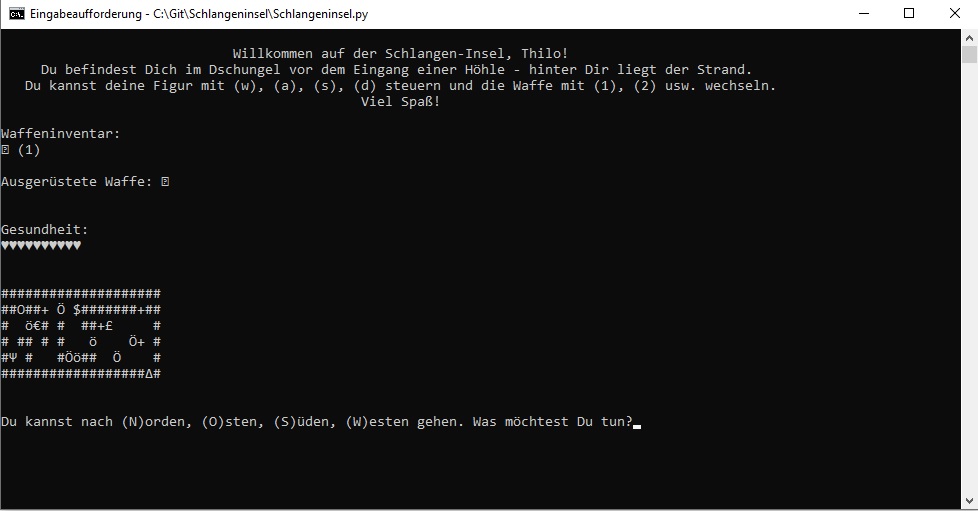 Eingabeaufforderung - C:\Git\Schlangeninsel\Schlangeninsel.py
Willkommen auf der Schlangen-Insel, Thilo!
Du befindest Dich im Dschungel vor dem Eingang einer Höhle - hinter Dir liegt der Strand.
Du kannst deine Figur mit (w), (a), (s), (d) steuern und die Waffe mit (1), (2) usw. wechseln.
Viel Spaß!
Waffeninventar:
⍰ (1)
Ausgerüstete Waffe: ⍰
Gesundheit:
♥♥♥♥♥♥♥♥♥♥
####################
##O##+ Ö $#######+##
#  ö€# #  ##+£     #
# ## # #   ö    Ö+ #
#Ψ #   #Öö##  Ö    #
##################Δ#
Du kannst nach (N)orden, (O)sten, (S)üden, (W)esten gehen. Was möchtest Du tun?